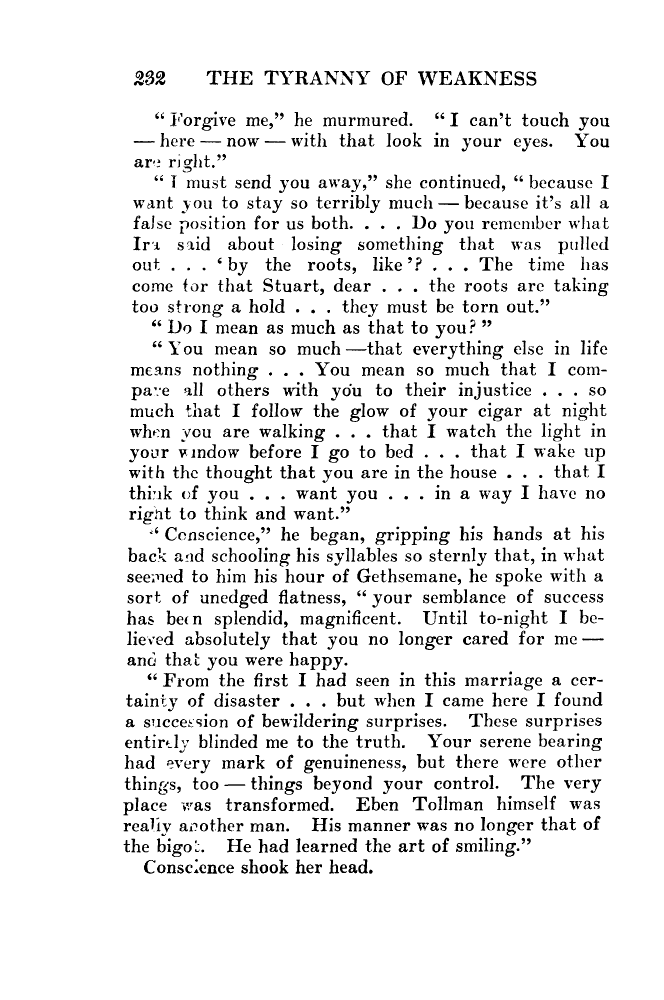 232 THE TYRANNY OF WEAKNESS
“ Forgive me,” he murmured. “ I can't touch you
— here — now — with that look in your eyes. You
are right.”
“ I must send you away,” she continued, “ because I
want you to stay so terribly much — because it's all a
false position for us both. . . . Do you remember what
Ira said about losing something that was pulled
out . . . ‘ by the roots, like ’? . . . The time has
come for that Stuart, dear . . . the roots are taking
too strong a hold . . . they must be torn out.”
“ Do I mean as much as that to you? ”
“ You mean so much —that everything else in life
means nothing . . . You mean so much that I com-
pare all others with you to their injustice . . . so
much that I follow the glow of your cigar at night
when you are walking . . . that I watch the light in
your window before I go to bed . . . that I wake up
with the thought that you are in the house . . . that I
think of you . . . want you . . . in a way I have no
right to think and want.”
“ Conscience,” he began, gripping his hands at his
back and schooling his syllables so sternly that, in what
seemed to him his hour of Gethsemane, he spoke with a
sort of unedged flatness, “ your semblance of success
has been splendid, magnificent. Until to-night I be-
lieved absolutely that you no longer cared for me —
and that you were happy.
“ From the first I had seen in this marriage a cer-
tainty of disaster . . . but when I came here I found
a succession of bewildering surprises. These surprises
entirely blinded me to the truth. Your serene bearing
had every mark of genuineness, but there were other
things, too — things beyond your control. The very
place was transformed. Eben Tollman himself was
really another man. His manner was no longer that of
the bigot. He had learned the art of smiling.”
Conscience shook her head.